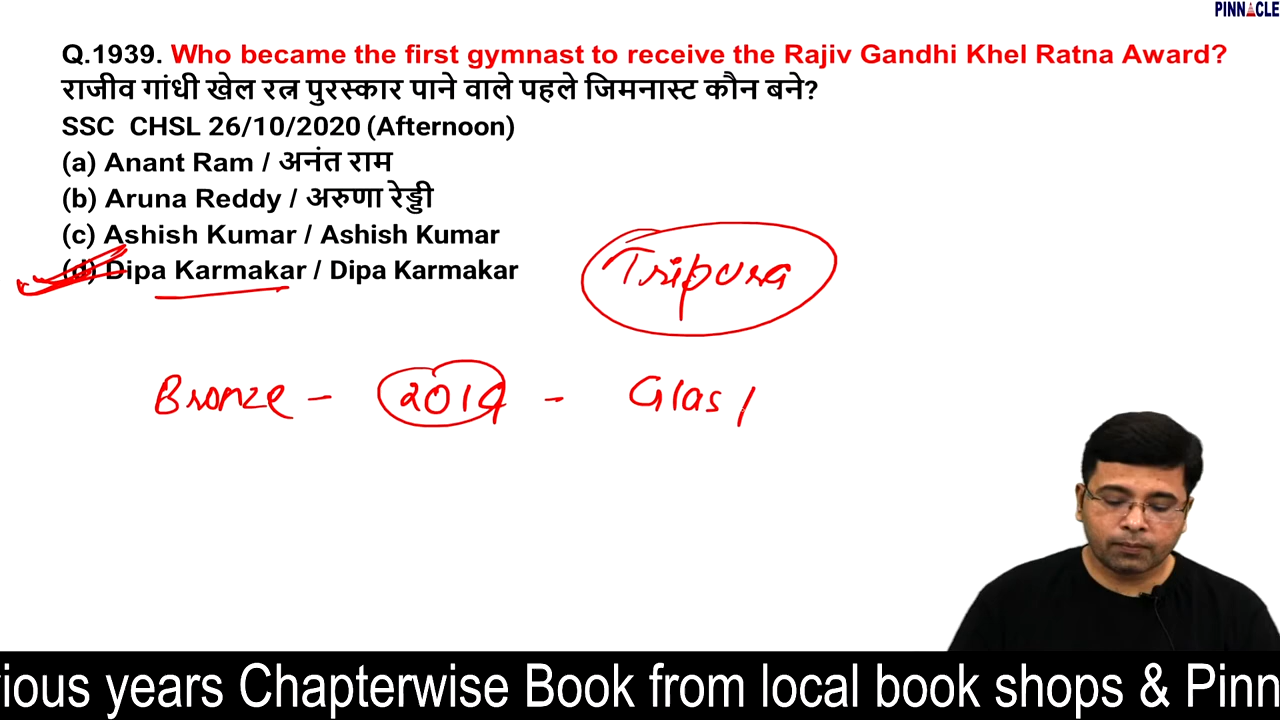 PINNACLE
Q.1939. Who became the first gymnast to receive the Rajiv Gandhi Khel Ratna Award?
राजीव गांधी खेल रत्न पुरस्कार पाने वाले पहले जिमनास्ट कौन बने?
SSC CHSL 26/10/2020 (Afternoon)
(a) Anant Ram / अनंत राम
(b) Aruna Reddy / अरुणा रेड्डी
(c) Ashish Kumar / Ashish Kumar
(d) Dipa Karmakar / Dipa Karmakar
Tripura
Bronze - 2014 - Glas
vious years Chapterwise Book from local book shops & Pinn